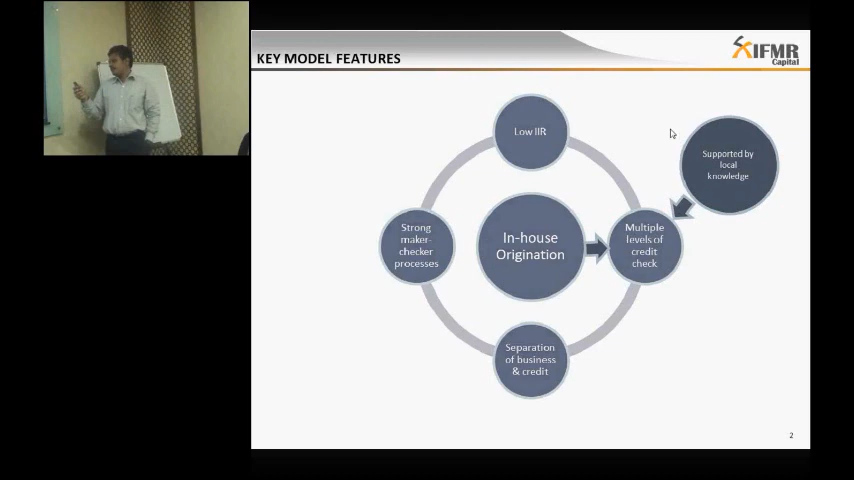 KEY MODEL FEATURES
IFMR
Capital
Low IIR
Supported by
local
knowledge
Strong
maker-
checker
processes
In-house
Origination
Multiple
levels of
credit
check
Separation
of business
& credit
2